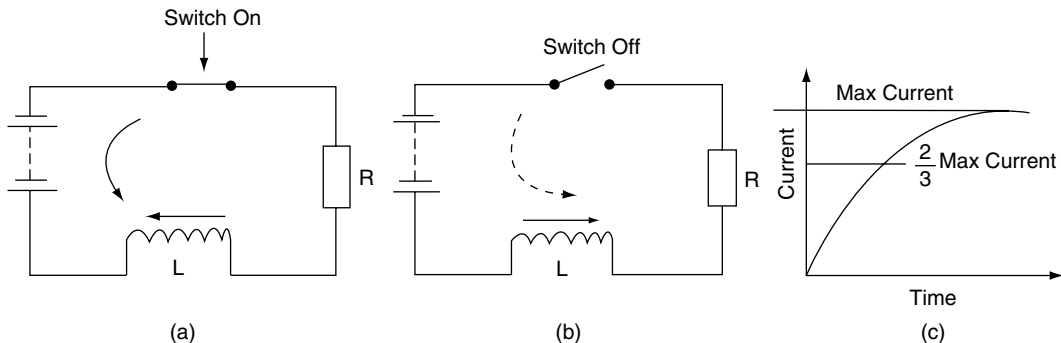 Switch On
R
L
(a)
Switch Off
R
L
(b)
Max Current
2/3 Max Current
Current
Time
(c)